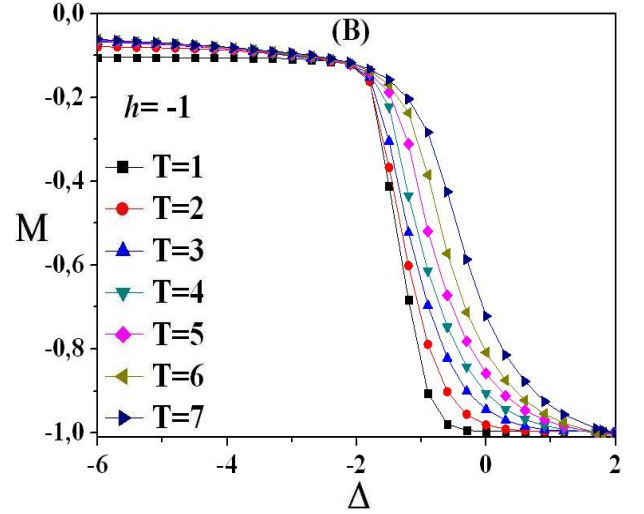 0,0
(B)
-0,2
h= -1
T=1
-0,4
T=2
T=3
M
T=4
-0,6
T=5
-0,8
T=6
T=7
-1,0
-6
-4
-2
0
2
Δ